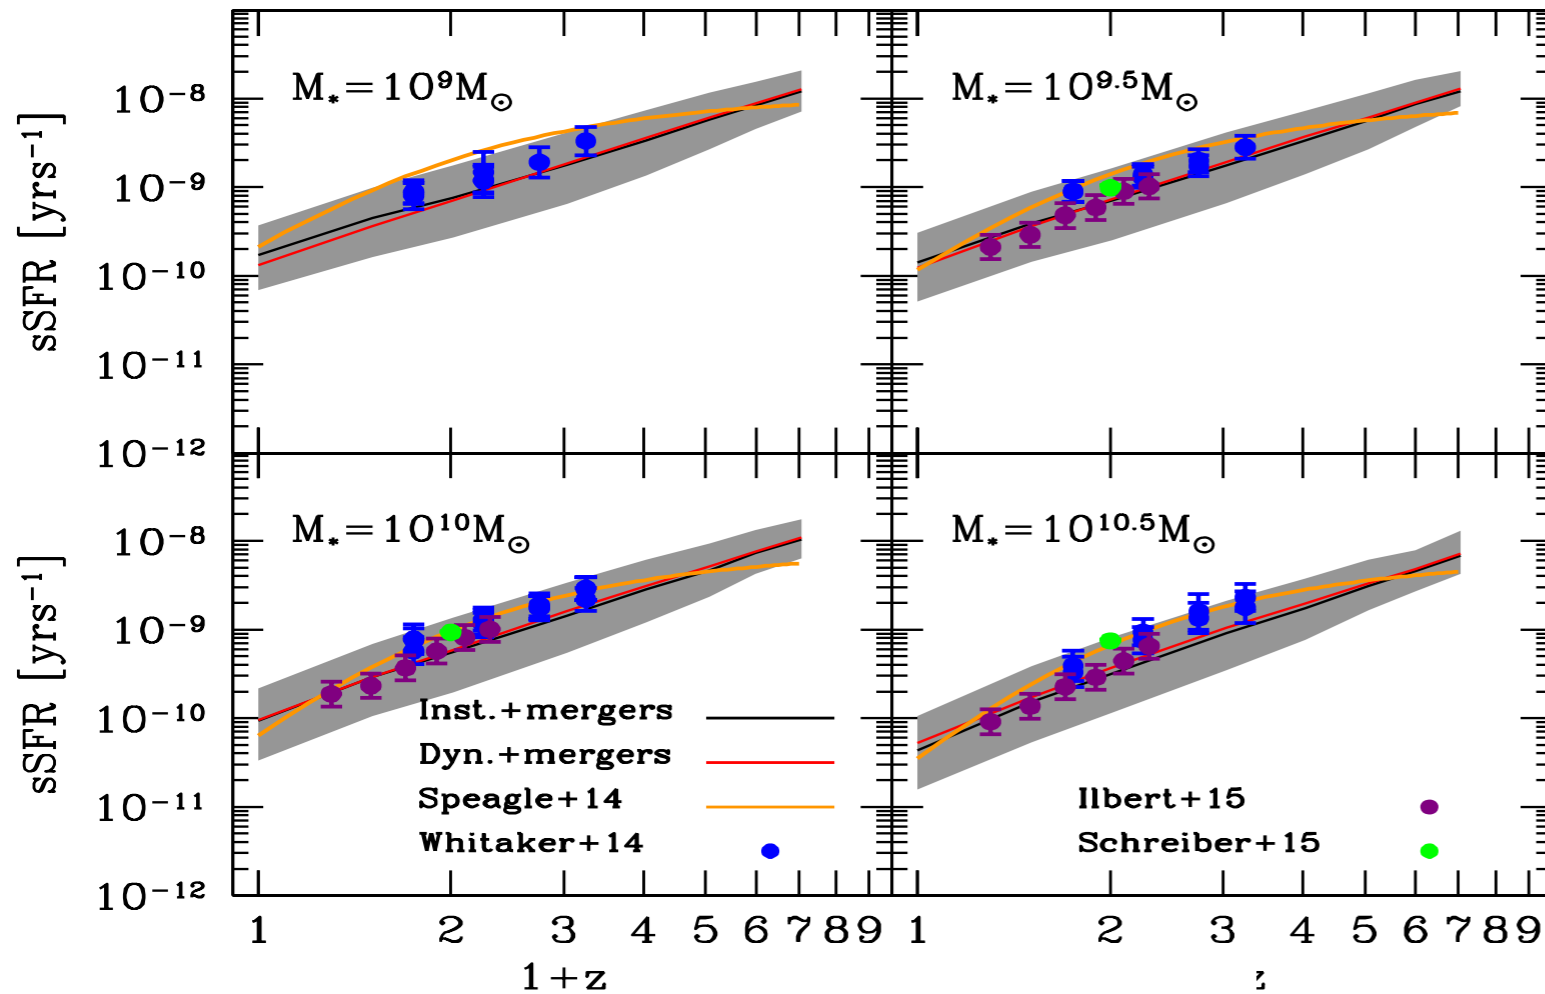 M* = 10^9 M⊙
M* = 10^9.5 M⊙
sSFR [yrs^-1]
10^-8
10^-9
10^-10
10^-11
10^-12
M* = 10^10 M⊙
M* = 10^10.5 M⊙
sSFR [yrs^-1]
10^-8
10^-9
10^-10
10^-11
10^-12
Inst.+mergers
Dyn.+mergers
Speagle+14
Whitaker+14
Ilbert+15
Schreiber+15
1 2 3 4 5 6 7 8 9 1 2 3 4 5 6 7 8 9
1+z